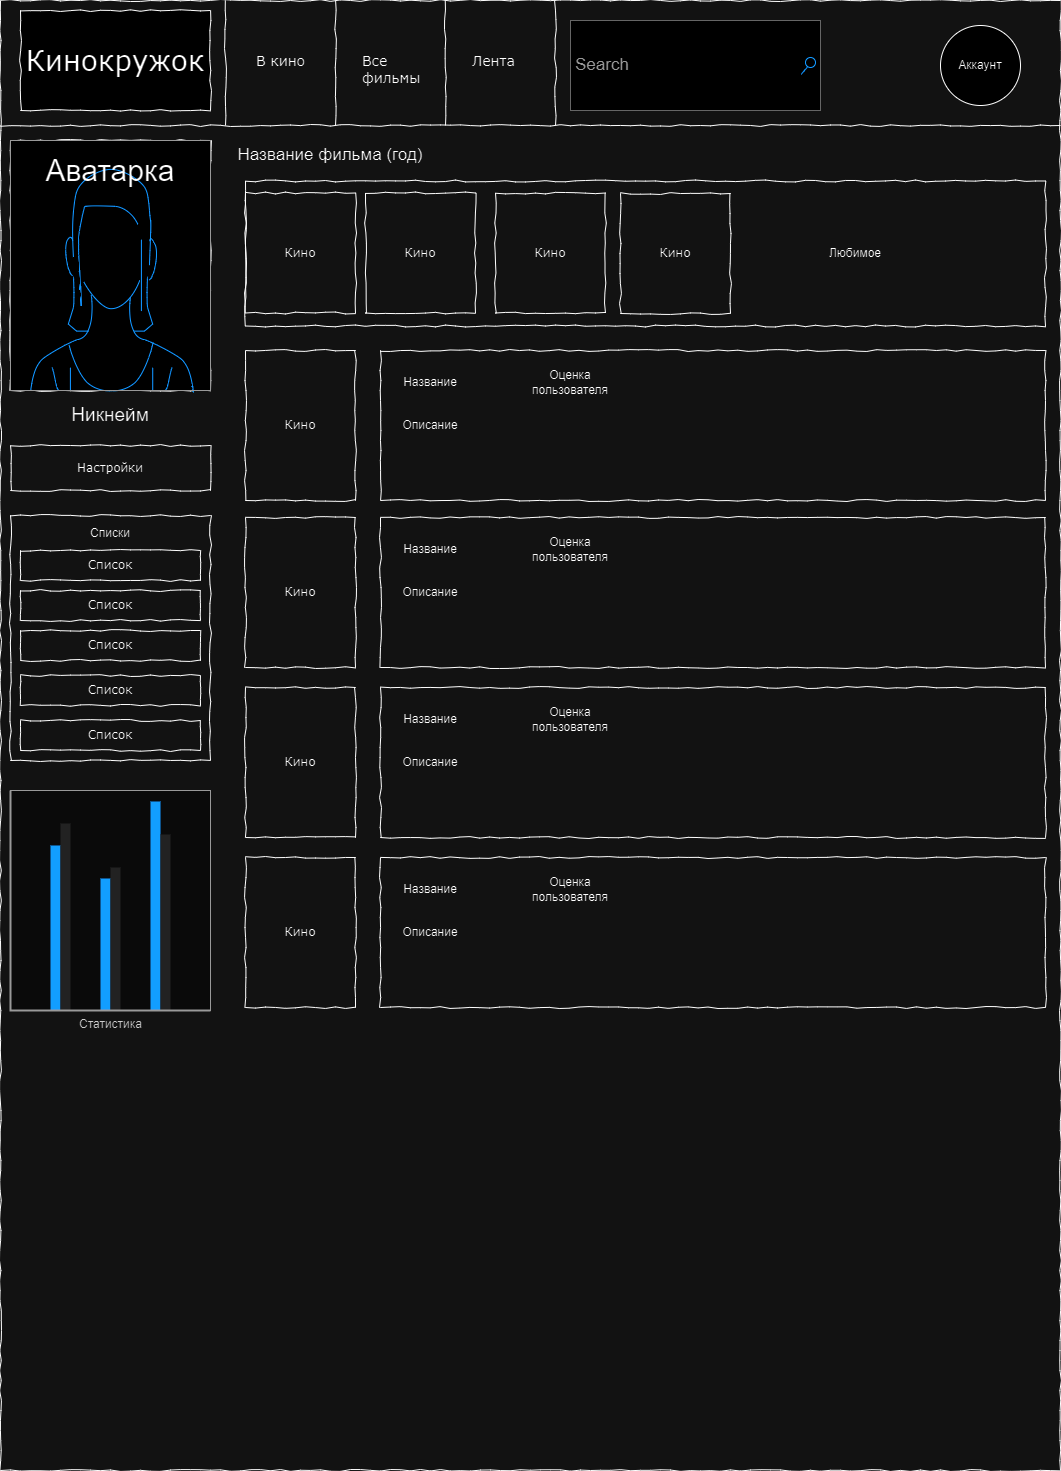 Кинокружок
В кино
Все
фильмы
Лента
Search
Аккаунт
Аватарка
Никнейм
Настройки
Списки
Список
Список
Список
Список
Список
Статистика
Название фильма (год)
Кино
Кино
Кино
Кино
Любимое
Кино
Название
Оценка
пользователя
Описание
Кино
Название
Оценка
пользователя
Описание
Кино
Название
Оценка
пользователя
Описание
Кино
Название
Оценка
пользователя
Описание